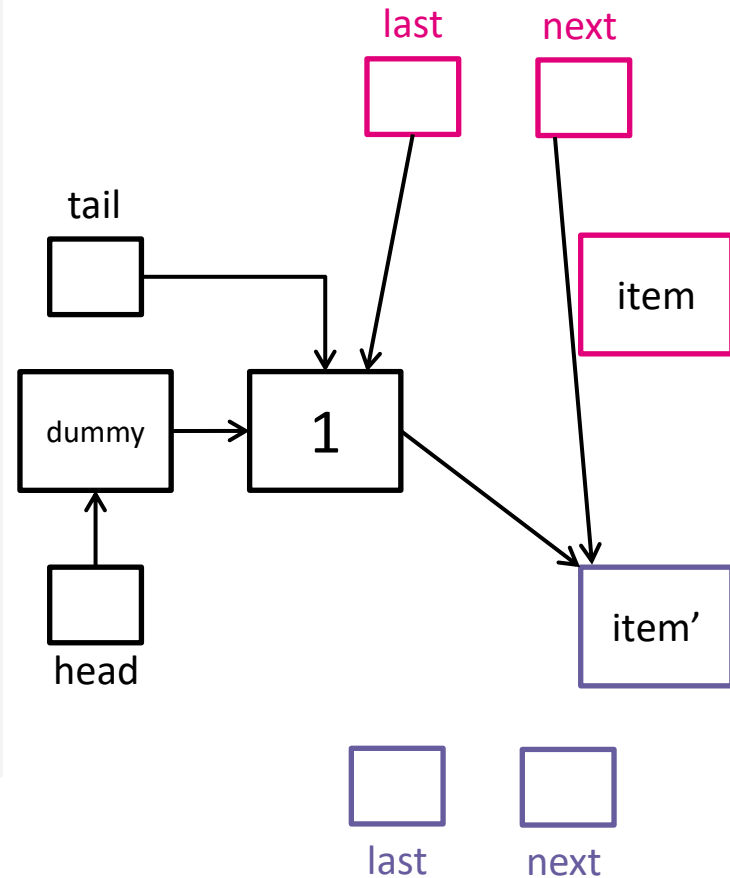 last next
tail
item
dummy 1
item’
head
last next